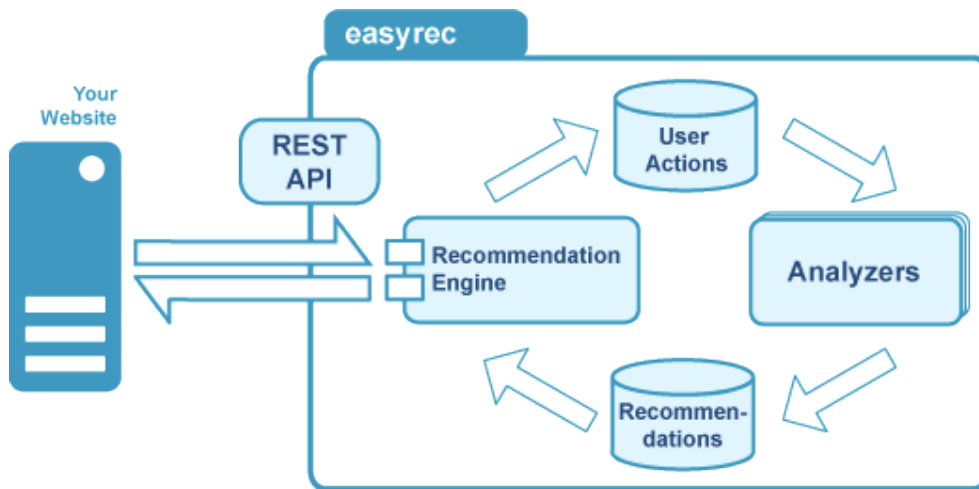 easyrec
Your
Website
REST
API
User
Actions
Recommendation
Engine
Analyzers
Recommen-
dations